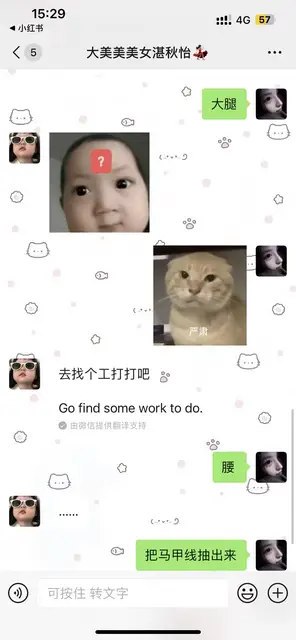 15:29
4G 57
小红书
5
大美美美女湛秋怡
大腿
?
严肃
去找个工打打吧
Go find some work to do.
由微信提供翻译支持
腰
......
把马甲线抽出来
可按住 转文字